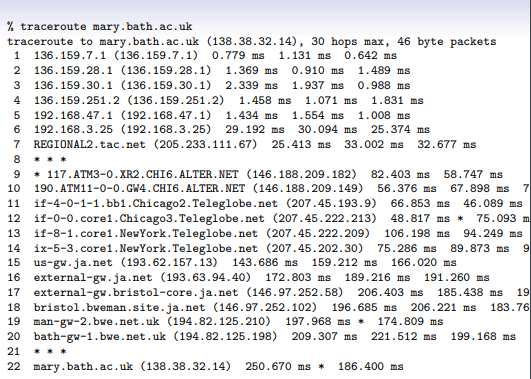 % traceroute mary.bath.ac.uk
traceroute to mary.bath.ac.uk (138.38.32.14), 30 hops max, 46 byte packets
1 136.159.7.1 (136.159.7.1) 0.779 ms 1.131 ms 0.642 ms
2 136.159.28.1 (136.159.28.1) 1.369 ms 0.910 ms 1.489 ms
3 136.159.30.1 (136.159.30.1) 2.339 ms 1.937 ms 0.988 ms
4 136.159.251.2 (136.159.251.2) 1.458 ms 1.071 ms 1.831 ms
5 192.168.47.1 (192.168.47.1) 1.434 ms 1.554 ms 1.008 ms
6 192.168.3.25 (192.168.3.25) 29.192 ms 30.094 ms 25.374 ms
7 REGIONAL2.tac.net (205.233.111.67) 25.413 ms 33.002 ms 32.677 ms
8 * * *
9 * 117.ATM3-0.XR2.CHI6.ALTER.NET (146.188.209.182) 82.403 ms 58.747 ms
10 190.ATM11-0-0.GW4.CHI6.ALTER.NET (146.188.209.149) 56.376 ms 67.898 ms 7
11 if-4-0-1-1.bb1.Chicago2.Teleglobe.net (207.45.193.9) 66.853 ms 46.089 ms
12 if-0-0.core1.Chicago3.Teleglobe.net (207.45.222.213) 48.817 ms * 75.093 m
13 if-8-1.core1.NewYork.Teleglobe.net (207.45.222.209) 106.198 ms 94.249 ms
14 ix-5-3.core1.NewYork.Teleglobe.net (207.45.202.30) 75.286 ms 89.873 ms 9
15 us-gw.ja.net (193.62.157.13) 143.686 ms 159.212 ms 166.020 ms
16 external-gw.ja.net (193.63.94.40) 172.803 ms 189.216 ms 191.260 ms
17 external-gw.bristol-core.ja.net (146.97.252.58) 206.403 ms 185.438 ms 19
18 bristol.bweman.site.ja.net (146.97.252.102) 196.685 ms 206.221 ms 183.76
19 man-gw-2.bwe.net.uk (194.82.125.210) 197.968 ms * 174.809 ms
20 bath-gw-1.bwe.net.uk (194.82.125.198) 209.307 ms 221.512 ms 199.168 ms
21 * * *
22 mary.bath.ac.uk (138.38.32.14) 250.670 ms * 186.400 ms